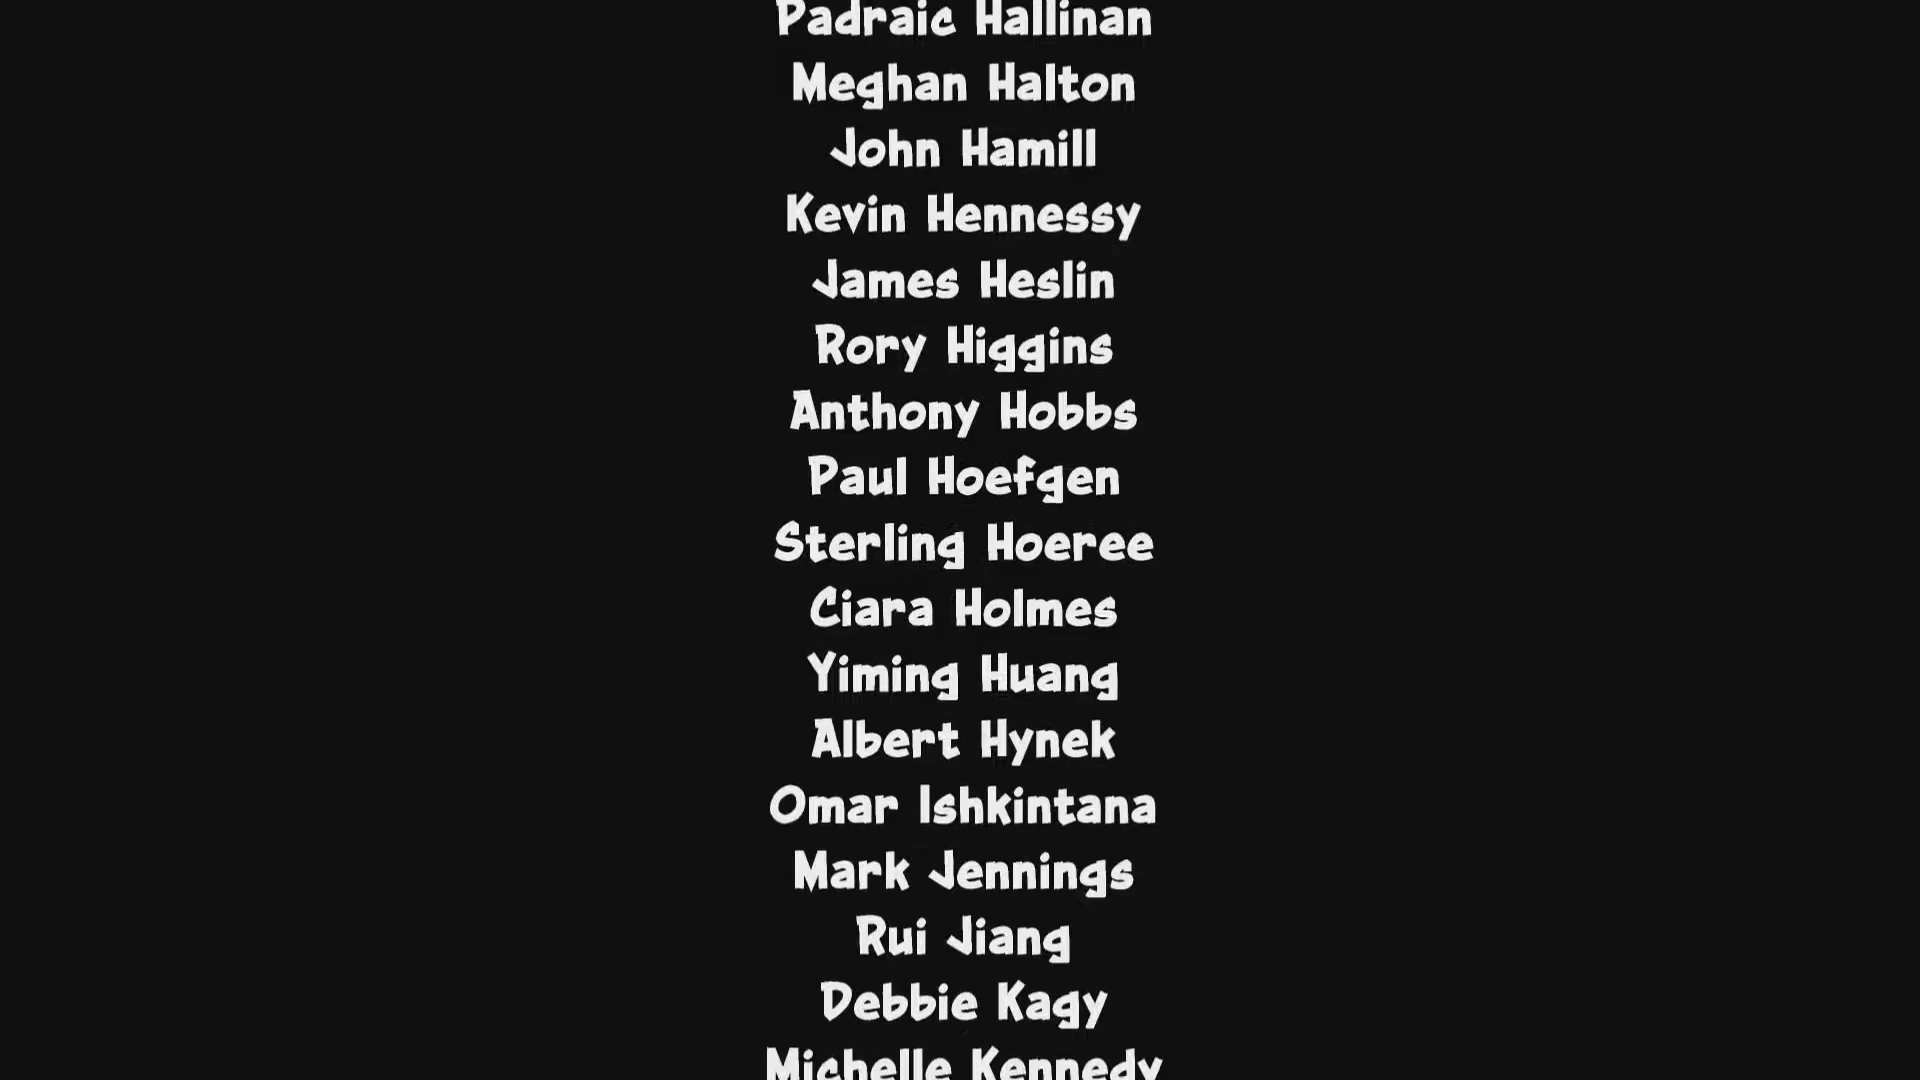 Padraic Hallinan
Meghan Halton
John Hamill
Kevin Hennessy
James Heslin
Rory Higgins
Anthony Hobbs
Paul Hoefgen
Sterling Hoeree
Ciara Holmes
Yiming Huang
Albert Hynek
Omar Ishkintana
Mark Jennings
Rui Jiang
Debbie Kagy
Michelle Kennedy